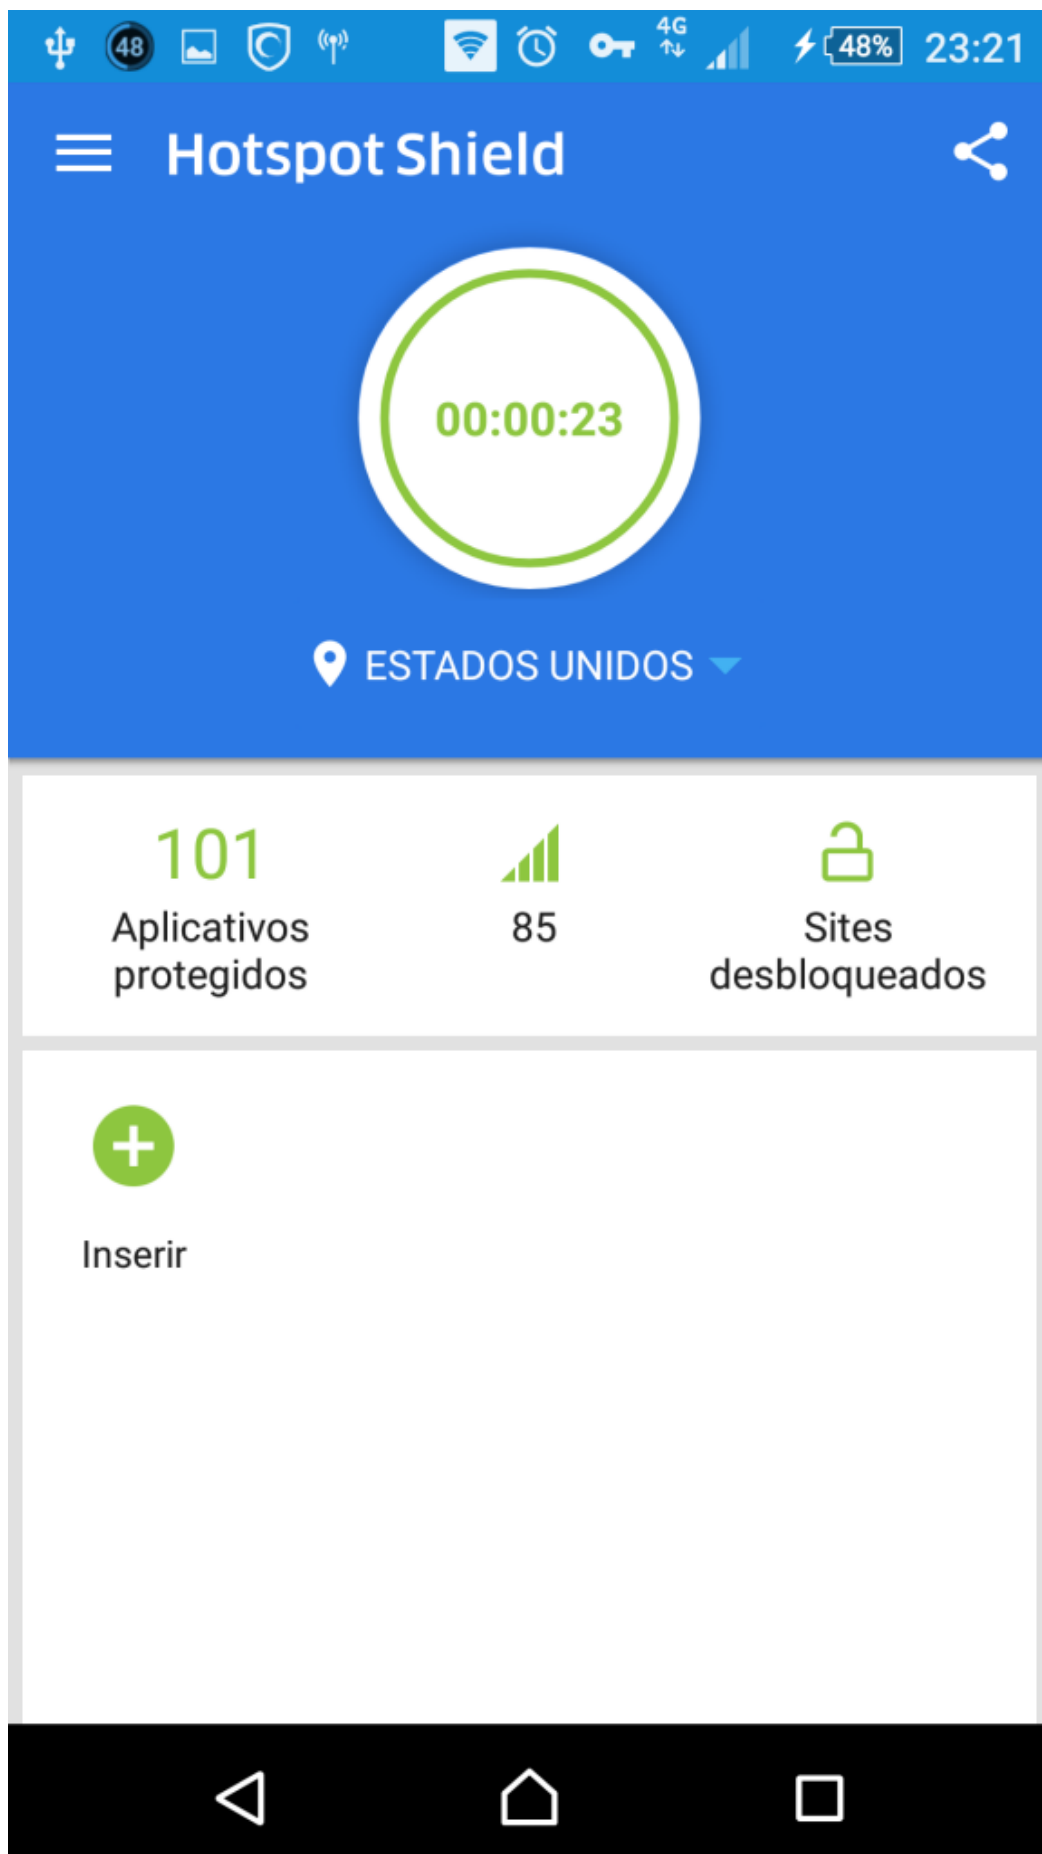 48 4G 48% 23:21
Hotspot Shield
00:00:23
ESTADOS UNIDOS
101
Aplicativos
protegidos
85
Sites
desbloqueados
Inserir